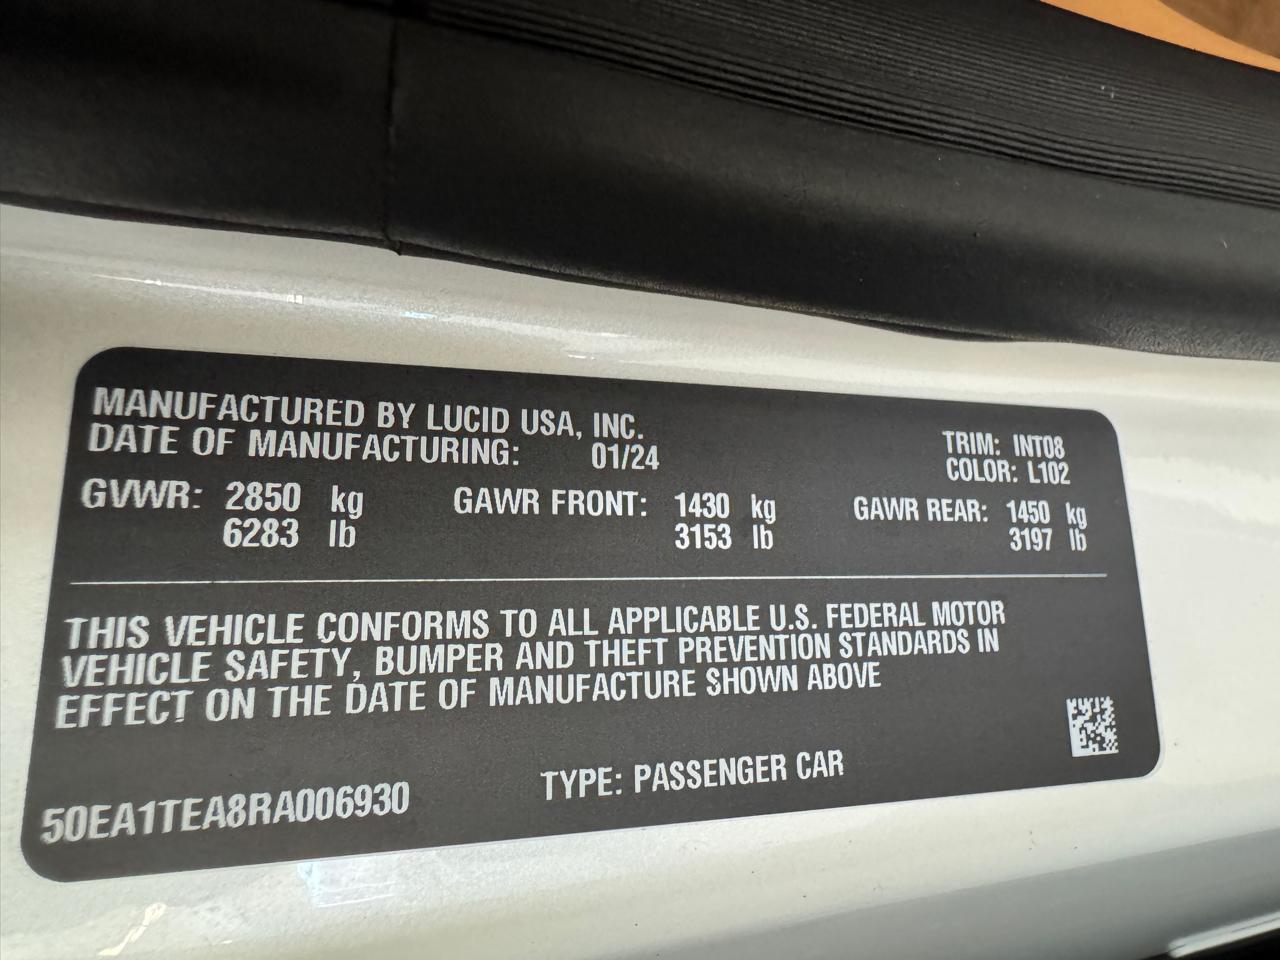 MANUFACTURED BY LUCID USA, INC.
DATE OF MANUFACTURING: 01/24
TRIM: INT08
COLOR: L102
GVWR: 2850 kg GAWR FRONT: 1430 kg GAWR REAR: 1450 kg
6283 lb 3153 lb 3197 lb
THIS VEHICLE CONFORMS TO ALL APPLICABLE U.S. FEDERAL MOTOR
VEHICLE SAFETY, BUMPER AND THEFT PREVENTION STANDARDS IN
EFFECT ON THE DATE OF MANUFACTURE SHOWN ABOVE
50EA1TEA8RA006930 TYPE: PASSENGER CAR